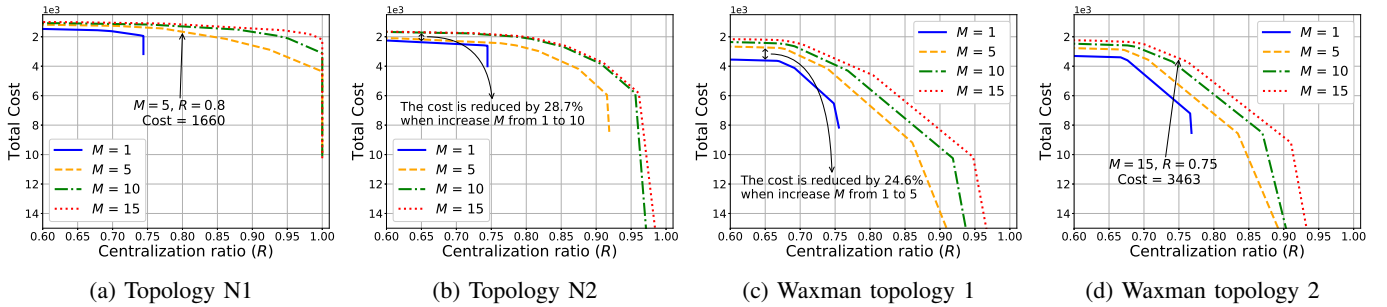 1e3
2
4
6
8
10
12
14
Total Cost
M = 5, R = 0.8
Cost = 1660
M = 1
M = 5
M = 10
M = 15
0.60 0.65 0.70 0.75 0.80 0.85 0.90 0.95 1.00
Centralization ratio (R)
(a) Topology N1
1e3
2
4
6
8
10
12
14
Total Cost
The cost is reduced by 28.7%
when increase M from 1 to 10
M = 1
M = 5
M = 10
M = 15
0.60 0.65 0.70 0.75 0.80 0.85 0.90 0.95 1.00
Centralization ratio (R)
(b) Topology N2
1e3
2
4
6
8
10
12
14
Total Cost
M = 1
M = 5
M = 10
M = 15
The cost is reduced by 24.6%
when increase M from 1 to 5
0.60 0.65 0.70 0.75 0.80 0.85 0.90 0.95 1.00
Centralization ratio (R)
(c) Waxman topology 1
1e3
2
4
6
8
10
12
14
Total Cost
M = 1
M = 5
M = 10
M = 15
M = 15, R = 0.75
Cost = 3463
0.60 0.65 0.70 0.75 0.80 0.85 0.90 0.95 1.00
Centralization ratio (R)
(d) Waxman topology 2